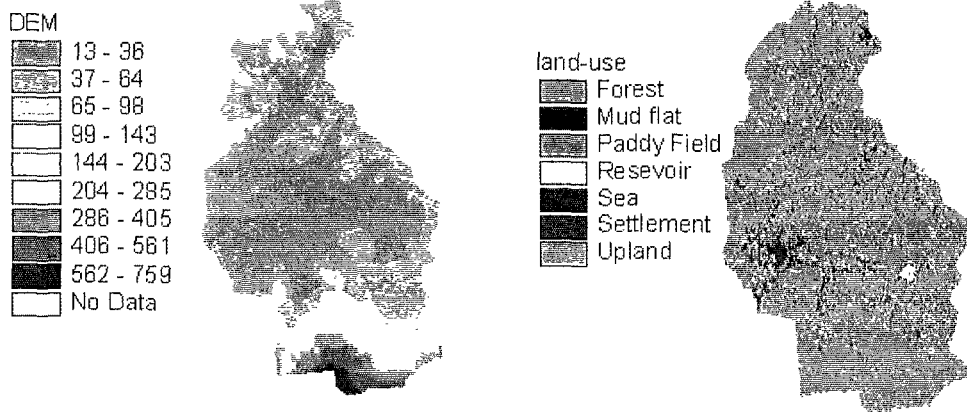 DEM
13 - 36
37 - 64
65 - 98
99 - 143
144 - 203
204 - 285
286 - 405
406 - 561
562 - 759
No Data
land-use
Forest
Mud flat
Paddy Field
Resevoir
Sea
Settlement
Upland